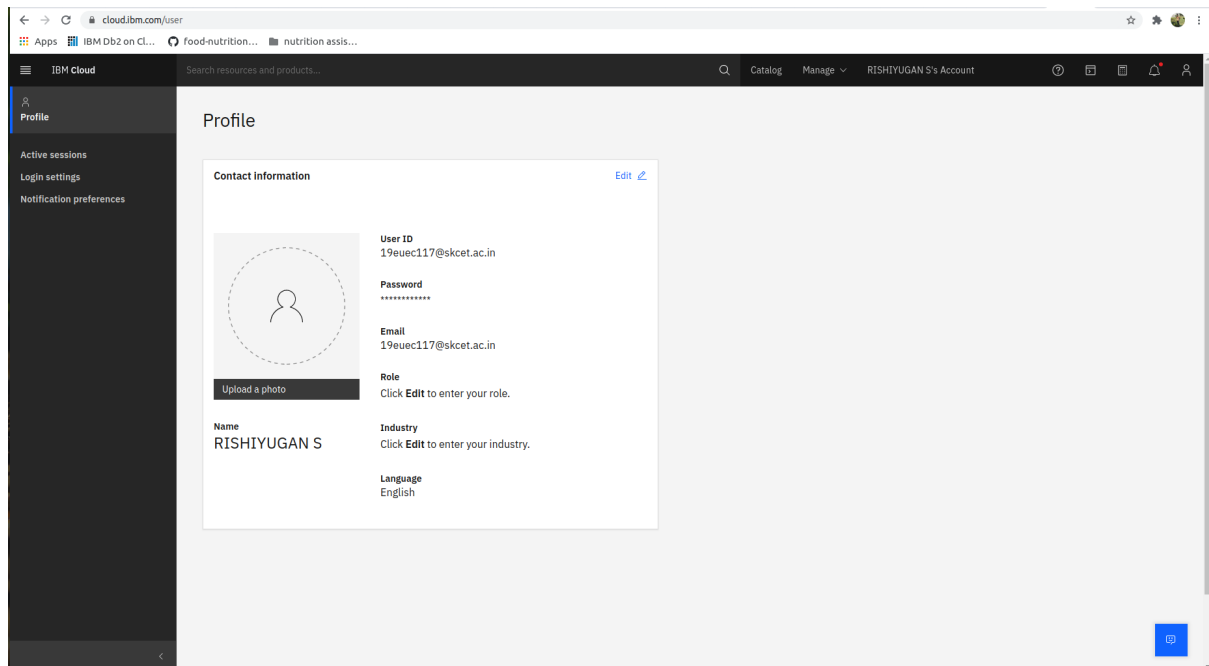 cloud.ibm.com/user
Apps IBM Db2 on Cl... food-nutrition... nutrition assis...
IBM Cloud Search resources and products... Catalog Manage RISHIYUGAN S's Account
Profile
Active sessions
Login settings
Notification preferences
Profile
Contact information Edit
Upload a photo
Name
RISHIYUGAN S
User ID
19euec117@skcet.ac.in
Password
************
Email
19euec117@skcet.ac.in
Role
Click Edit to enter your role.
Industry
Click Edit to enter your industry.
Language
English